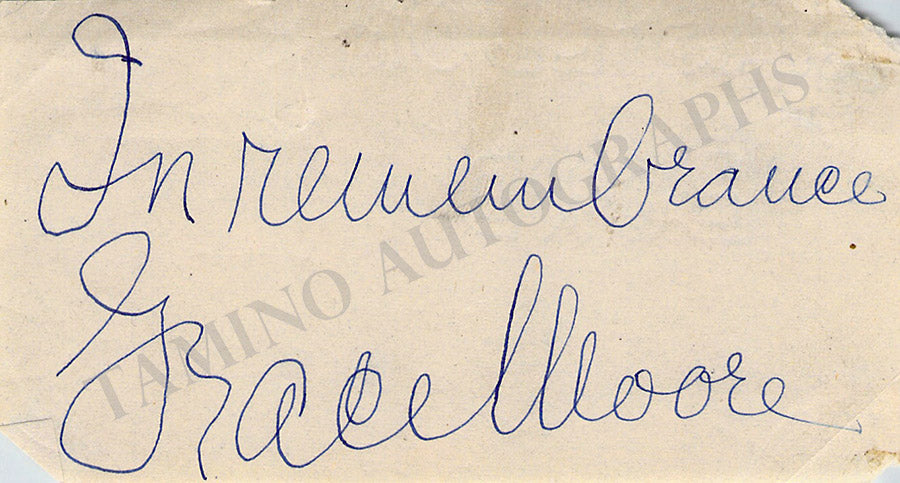 In remembrance
Grace Moore
TAMINO AUTOGRAPHS